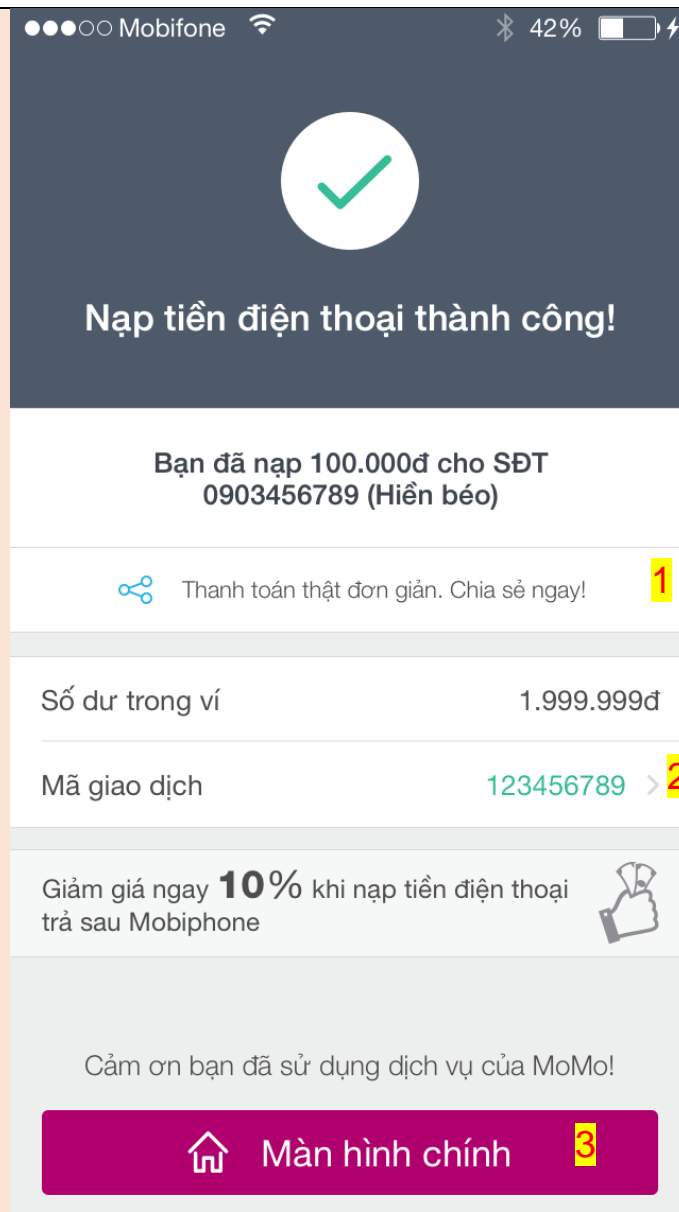 Mobifone 42%
Nạp tiền điện thoại thành công!
Bạn đã nạp 100.000đ cho SĐT
0903456789 (Hiền béo)
Thanh toán thật đơn giản. Chia sẻ ngay! 1
Số dư trong ví 1.999.999đ
Mã giao dịch 123456789 2
Giảm giá ngay 10% khi nạp tiền điện thoại
trả sau Mobiphone
Cảm ơn bạn đã sử dụng dịch vụ của MoMo!
Màn hình chính 3